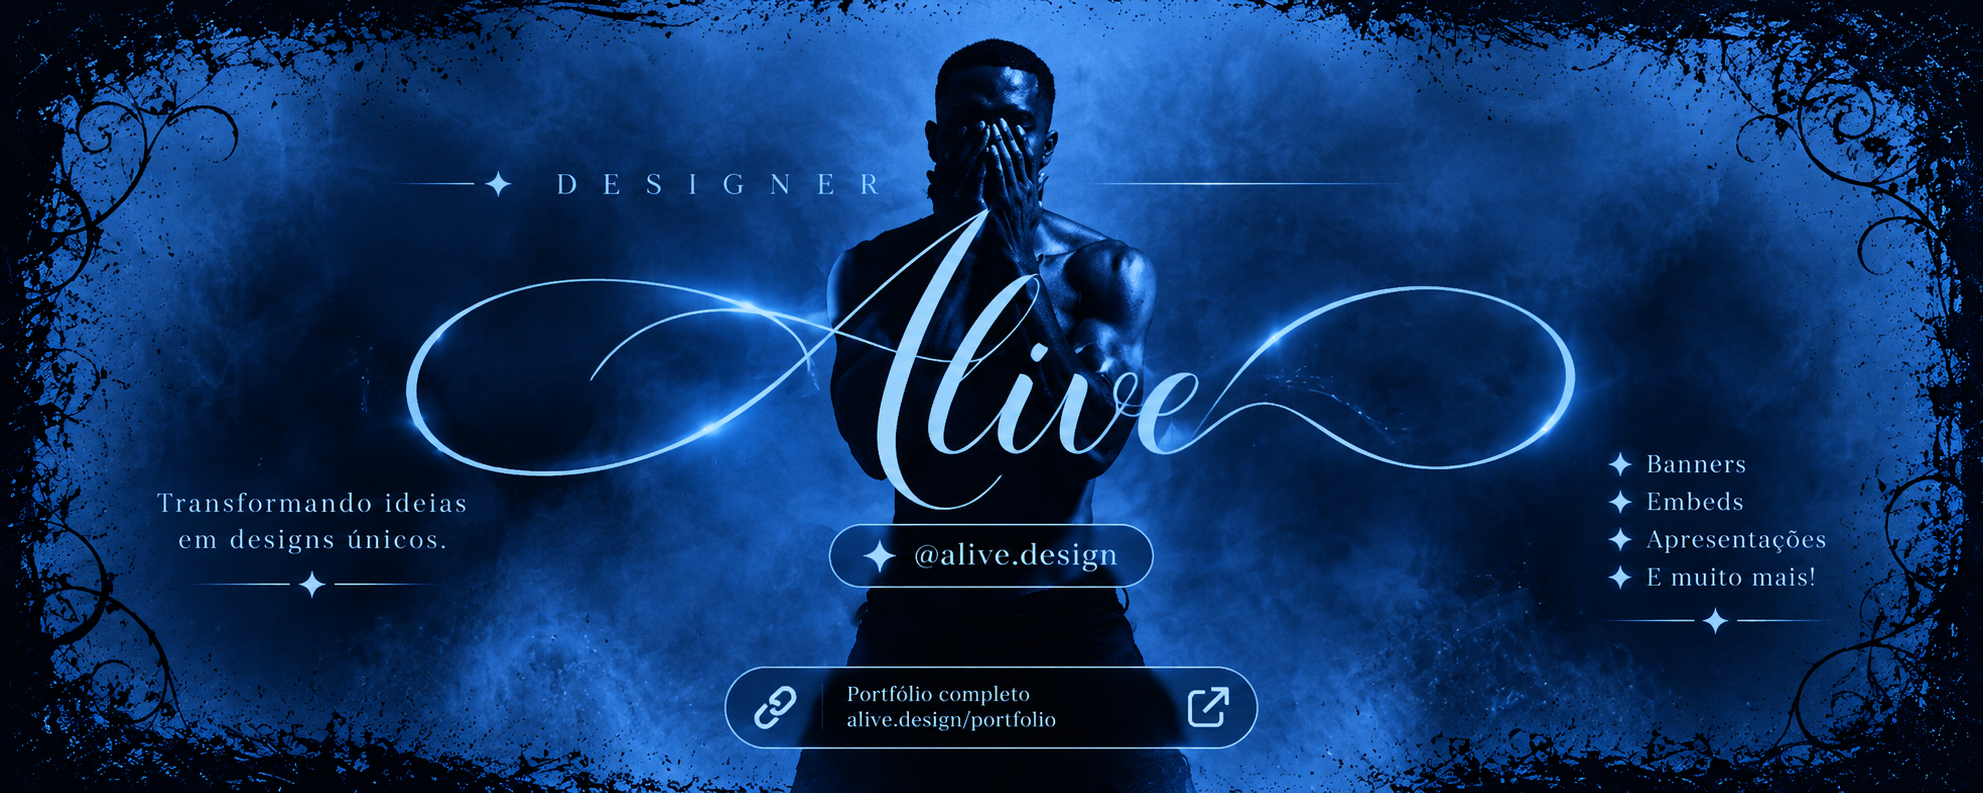 DESIGNER
Alive
Transformando ideias
em designs únicos.
@alive.design
Banners
Embeds
Apresentações
E muito mais!
Portfólio completo
alive.design/portfolio